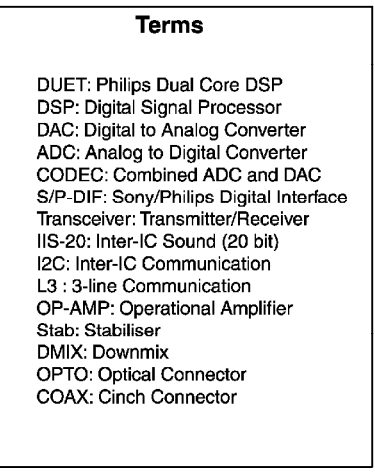 Terms
DUET: Philips Dual Core DSP
DSP: Digital Signal Processor
DAC: Digital to Analog Converter
ADC: Analog to Digital Converter
CODEC: Combined ADC and DAC
S/P-DIF: Sony/Philips Digital Interface
Transceiver: Transmitter/Receiver
IIS-20: Inter-IC Sound (20 bit)
I2C: Inter-IC Communication
L3 : 3-line Communication
OP-AMP: Operational Amplifier
Stab: Stabiliser
DMIX: Downmix
OPTO: Optical Connector
COAX: Cinch Connector